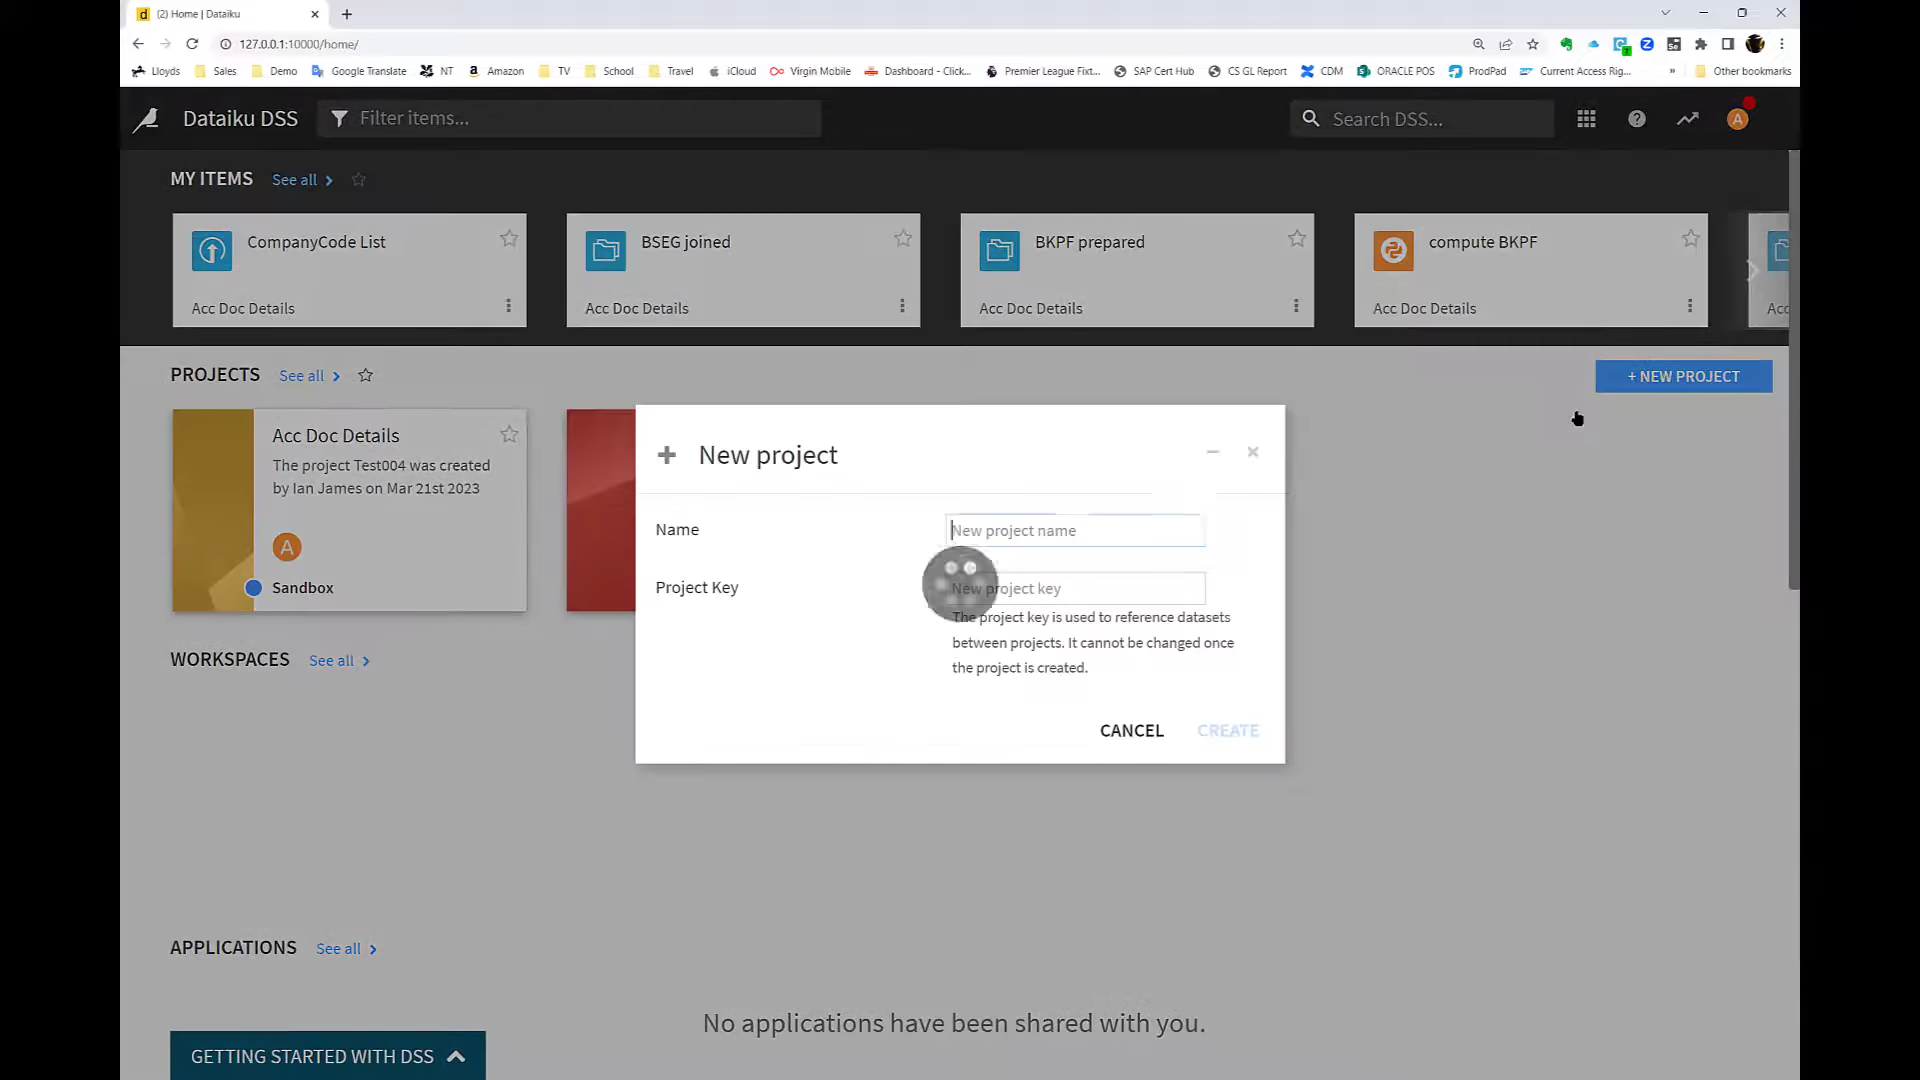 (2) Home | Dataiku
127.0.0.1:10000/home/
Lloyds Sales Demo Google Translate NT Amazon TV School Travel iCloud Virgin Mobile Dashboard - Click... Premier League Fixt... SAP Cert Hub CS GL Report CDM ORACLE POS ProdPad Current Access Rig... » Other bookmarks
Dataiku DSS Filter items... Search DSS... A
MY ITEMS See all
CompanyCode List BSEG joined BKPF prepared compute BKPF
Acc Doc Details Acc Doc Details Acc Doc Details Acc Doc Details Acc
PROJECTS See all + NEW PROJECT
Acc Doc Details
The project Test004 was created
by Ian James on Mar 21st 2023
A
Sandbox
New project
Name New project name
Project Key New project key
The project key is used to reference datasets
between projects. It cannot be changed once
the project is created.
CANCEL CREATE
WORKSPACES See all
APPLICATIONS See all
No applications have been shared with you.
GETTING STARTED WITH DSS